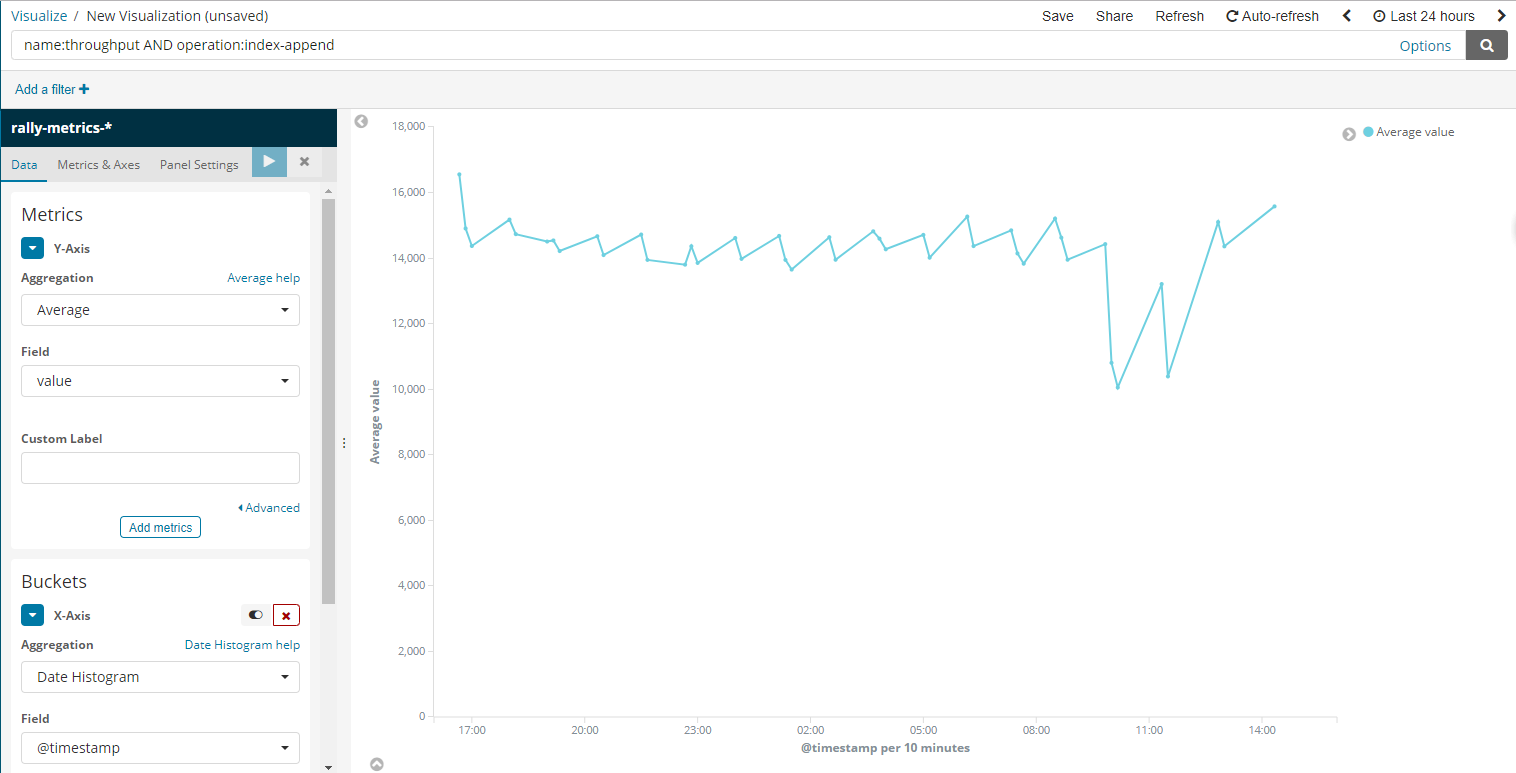 Visualize / New Visualization (unsaved)
Save Share Refresh Auto-refresh Last 24 hours
name:throughput AND operation:index-append
Options
Add a filter
rally-metrics-*
Data Metrics & Axes Panel Settings
Metrics
Y-Axis
Aggregation Average help
Average
Field
value
Custom Label
Advanced
Add metrics
Buckets
X-Axis
Aggregation Date Histogram help
Date Histogram
Field
@timestamp
Average value
18,000
16,000
14,000
12,000
10,000
8,000
6,000
4,000
2,000
0
Average value
17:00 20:00 23:00 02:00 05:00 08:00 11:00 14:00
@timestamp per 10 minutes